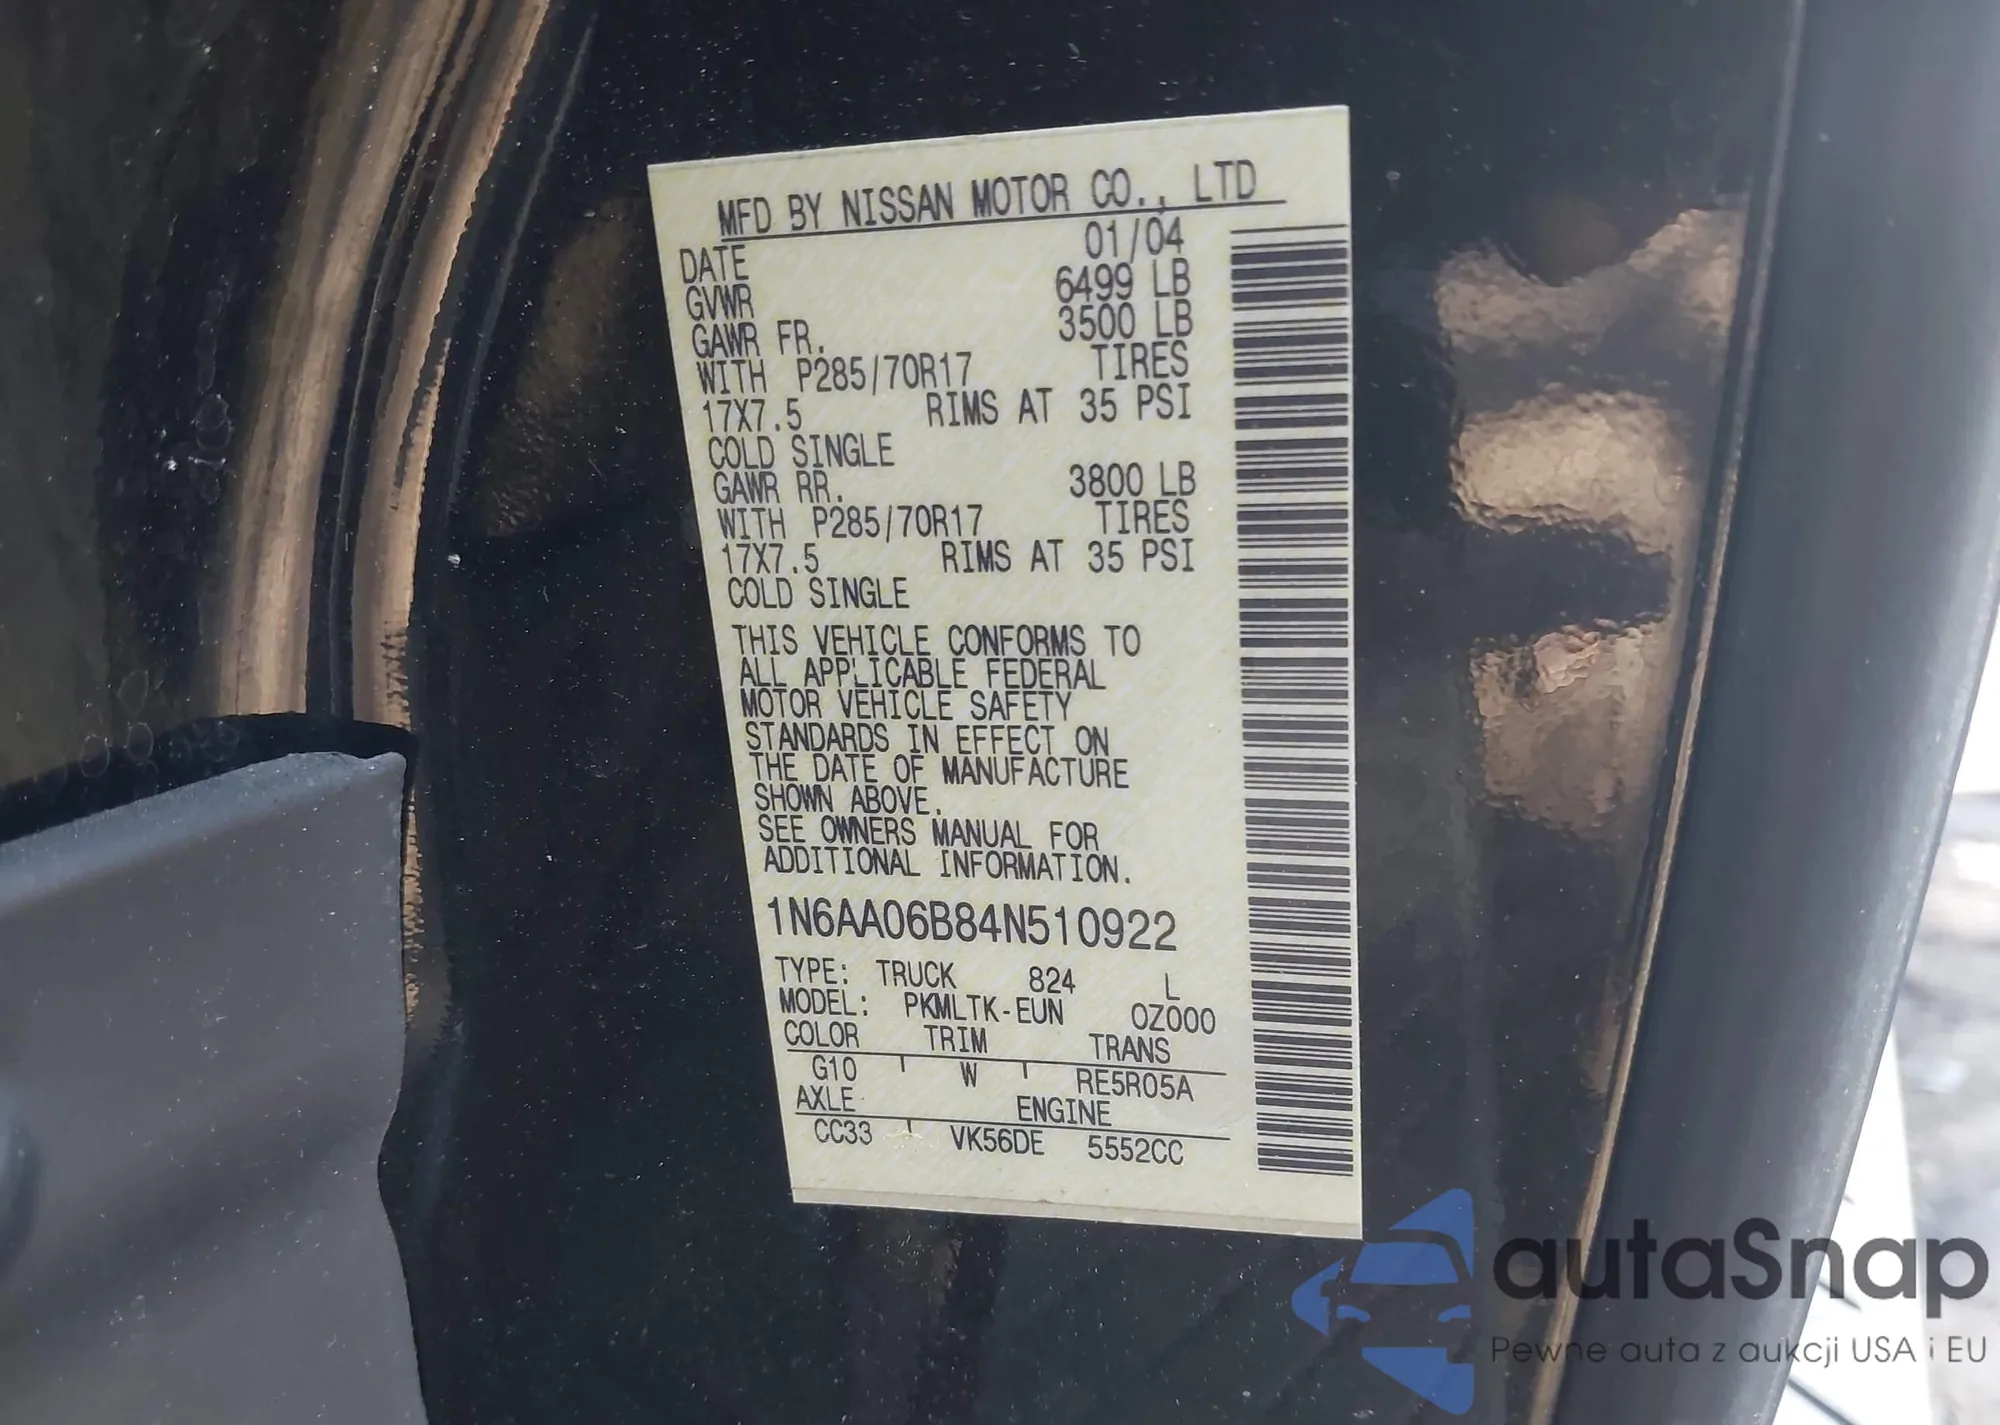 MFD BY NISSAN MOTOR CO., LTD
DATE 01/04
GVWR 6499 LB
GAWR FR. 3500 LB
WITH P285/70R17 TIRES
17X7.5 RIMS AT 35 PSI
COLD SINGLE
GAWR RR. 3800 LB
WITH P285/70R17 TIRES
17X7.5 RIMS AT 35 PSI
COLD SINGLE
THIS VEHICLE CONFORMS TO
ALL APPLICABLE FEDERAL
MOTOR VEHICLE SAFETY
STANDARDS IN EFFECT ON
THE DATE OF MANUFACTURE
SHOWN ABOVE.
SEE OWNERS MANUAL FOR
ADDITIONAL INFORMATION.
1N6AA06B84N510922
TYPE: TRUCK 824 L
MODEL: PKMLTK-EUN 0Z000
COLOR TRIM TRANS
G10 W RE5R05A
AXLE ENGINE
CC33 VK56DE 5552CC
autaSnap
Pewne auta z aukcji USA i EU